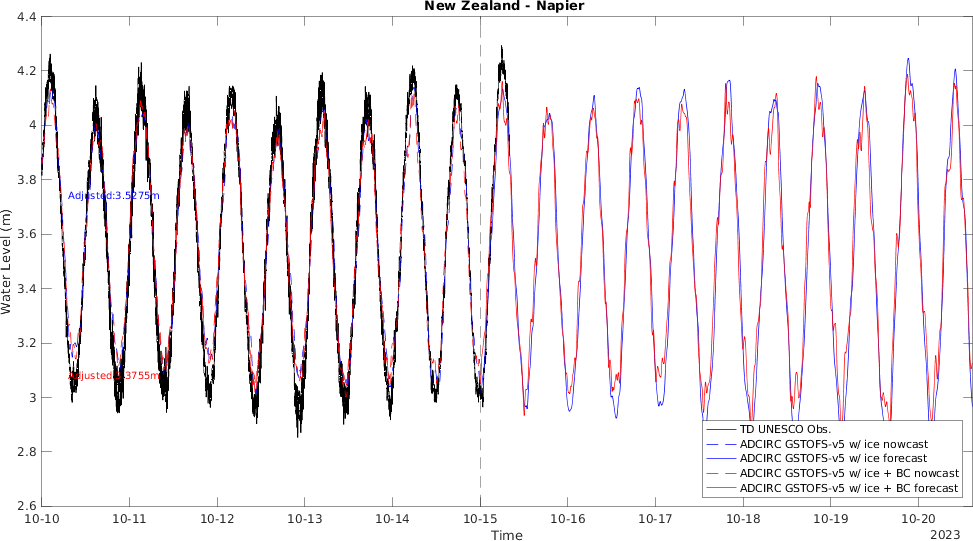 New Zealand - Napier
4.4
4.2
4
3.8
3.6
3.4
3.2
3
2.8
2.6
Water Level (m)
Adjusted:3.5275m
TD UNESCO Obs.
ADCIRC GSTOFS-v5 w/ ice nowcast
ADCIRC GSTOFS-v5 w/ ice forecast
ADCIRC GSTOFS-v5 w/ ice + BC nowcast
ADCIRC GSTOFS-v5 w/ ice + BC forecast
10-10 10-11 10-12 10-13 10-14 10-15 10-16 10-17 10-18 10-19 10-20
Time
2023